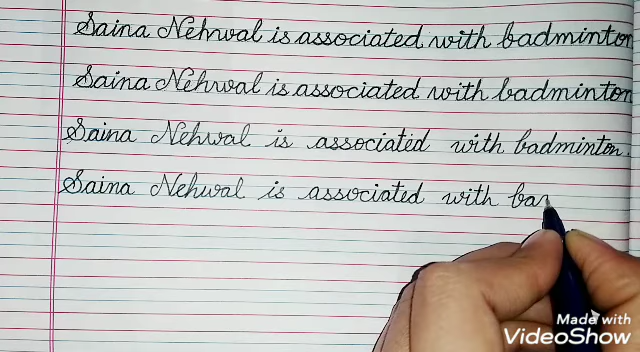 Saina Nehwal is associated with badminton
Saina Nehwal is associated with badminton
Saina Nehwal is associated with badminton.
Saina Nehwal is associated with ba
Made with
VideoShow